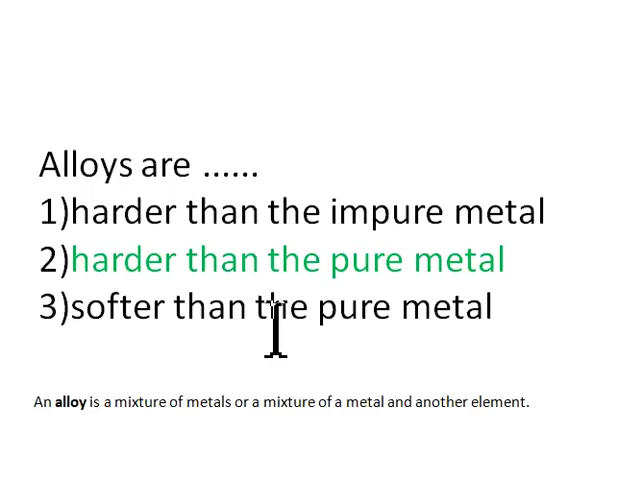 Alloys are ......
1)harder than the impure metal
2)harder than the pure metal
3)softer than the pure metal
An alloy is a mixture of metals or a mixture of a metal and another element.